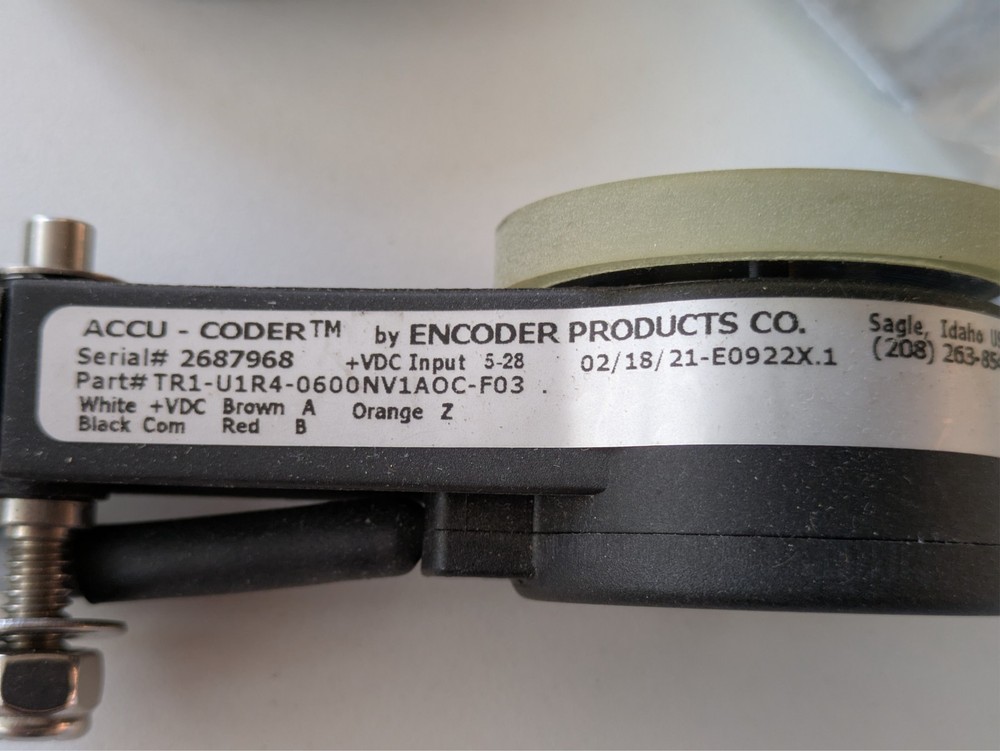 ACCU - CODER™ by ENCODER PRODUCTS CO. Sagle, Idaho
Serial# 2687968 +VDC Input 5-28 02/18/21-E0922X.1 (208)
Part# TR1-U1R4-0600NV1AOC-F03 .
White +VDC Brown A Orange Z
Black Com Red B